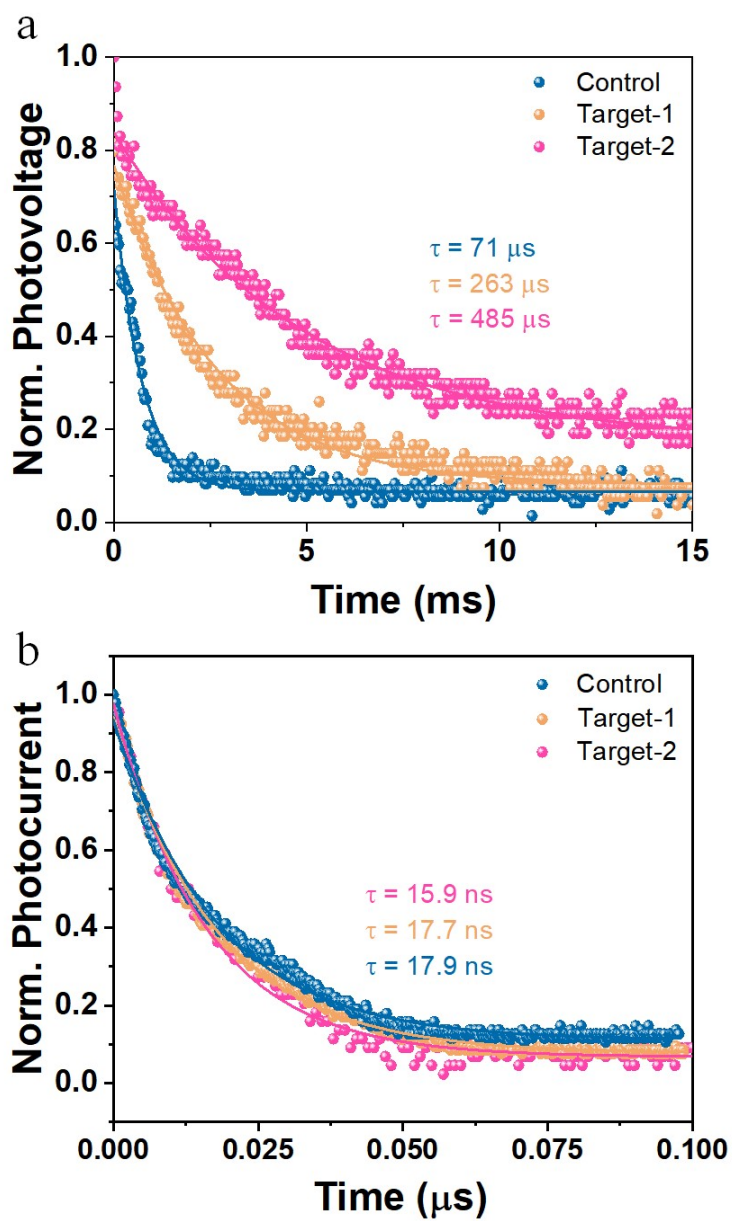 a
Norm. Photovoltage
1.0
0.8
0.6
0.4
0.2
0.0
Control
Target-1
Target-2
τ = 71 μs
τ = 263 μs
τ = 485 μs
0 5 10 15
Time (ms)
b
Norm. Photocurrent
1.0
0.8
0.6
0.4
0.2
0.0
Control
Target-1
Target-2
τ = 15.9 ns
τ = 17.7 ns
τ = 17.9 ns
0.000 0.025 0.050 0.075 0.100
Time (μs)